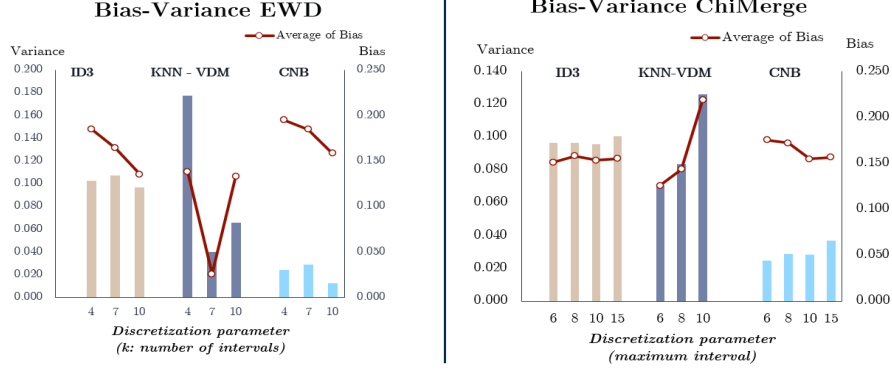 Bias-Variance EWD
Average of Bias
Variance
Bias
0.200
0.180
0.160
0.140
0.120
0.100
0.080
0.060
0.040
0.020
0.000
ID3
KNN - VDM
CNB
0.250
0.200
0.150
0.100
0.050
0.000
4 7 10 4 7 10 4 7 10
Discretization parameter
(k: number of intervals)
Bias-Variance ChiMerge
Average of Bias
Variance
Bias
0.140
0.120
0.100
0.080
0.060
0.040
0.020
0.000
ID3
KNN-VDM
CNB
0.250
0.200
0.150
0.100
0.050
0.000
6 8 10 15 6 8 10 6 8 10 15
Discretization parameter
(maximum interval)